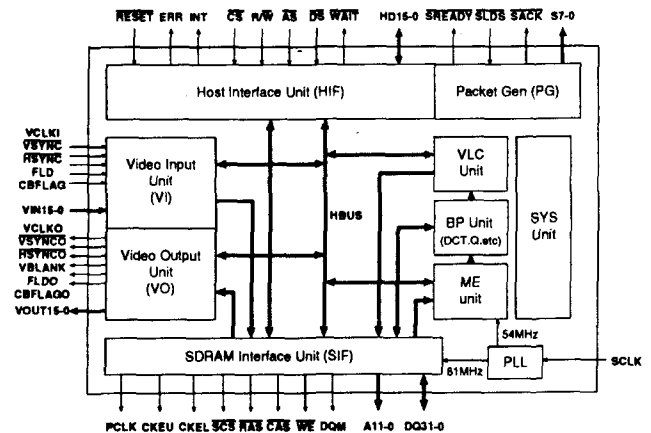 RESET ERR INT CS R/W AS DS WAIT HD15-0 SREADY SLDS SACK S7-0
Host Interface Unit (HIF)
Packet Gen (PG)
VCLKI
VSYNC
HSYNC
FLD
CBFLAG
VIN15-0
VCLKO
VSYNCO
HSYNCO
VBLANK
FLDO
CBFLAGO
VOUT15-0
Video Input
Unit
(VI)
Video Output
Unit
(VO)
HBUS
VLC
Unit
BP Unit
(DCT.Q.etc)
ME
unit
SYS
Unit
54MHz
SDRAM Interface Unit (SIF)
81MHz
PLL
SCLK
PCLK CKEU CKEL SCS RAS CAS WE DQM A11-0 DQ31-0